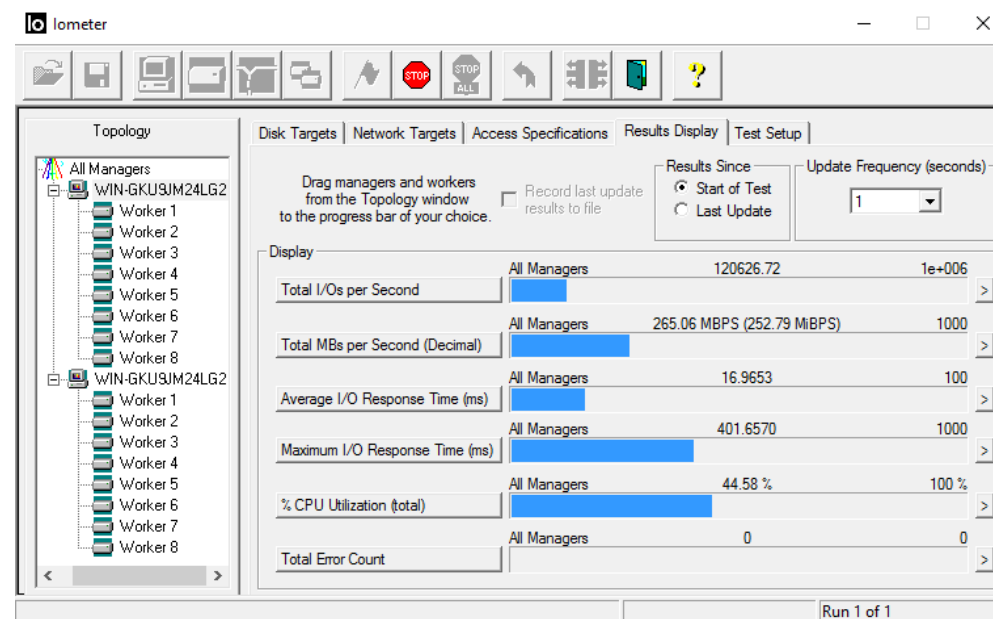 Iometer
STOP
STOP
ALL
?
Topology
All Managers
WIN-GKU9JM24LG2
Worker 1
Worker 2
Worker 3
Worker 4
Worker 5
Worker 6
Worker 7
Worker 8
WIN-GKU9JM24LG2
Worker 1
Worker 2
Worker 3
Worker 4
Worker 5
Worker 6
Worker 7
Worker 8
Disk Targets Network Targets Access Specifications Results Display Test Setup
Drag managers and workers
from the Topology window
to the progress bar of your choice.
Record last update
results to file
Results Since
Start of Test
Last Update
Update Frequency (seconds)
1
Display
All Managers 120626.72 1e+006
Total I/Os per Second >
All Managers 265.06 MBPS (252.79 MiBPS) 1000
Total MBs per Second (Decimal) >
All Managers 16.9653 100
Average I/O Response Time (ms) >
All Managers 401.6570 1000
Maximum I/O Response Time (ms) >
All Managers 44.58 % 100 %
% CPU Utilization (total) >
All Managers 0 0
Total Error Count >
Run 1 of 1